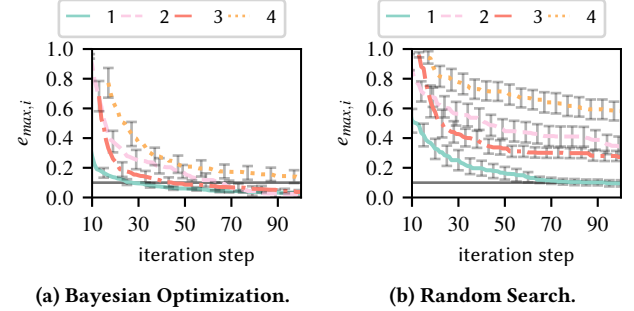 1 2 3 4
1.0
0.8
0.6
0.4
0.2
0.0
e_{max,i}
10 30 50 70 90
iteration step
(a) Bayesian Optimization.
1 2 3 4
1.0
0.8
0.6
0.4
0.2
0.0
e_{max,i}
10 30 50 70 90
iteration step
(b) Random Search.